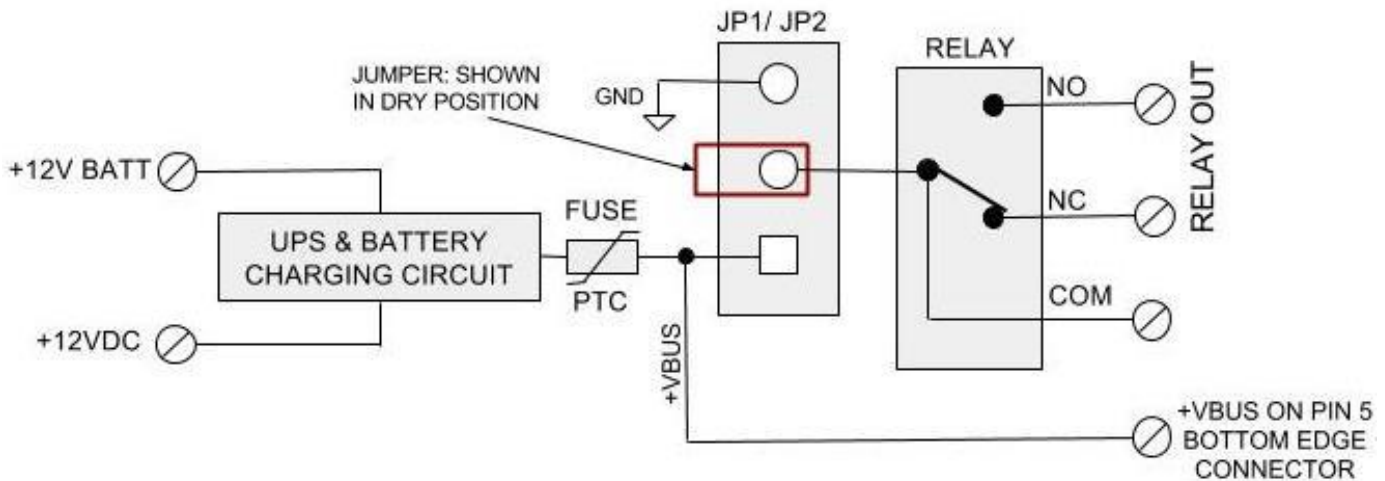 JP1/ JP2
RELAY
JUMPER: SHOWN
IN DRY POSITION
GND
NO
+12V BATT
FUSE
NC
RELAY OUT
UPS & BATTERY
CHARGING CIRCUIT
PTC
COM
+12VDC
+VBUS
+VBUS ON PIN 5
BOTTOM EDGE
CONNECTOR